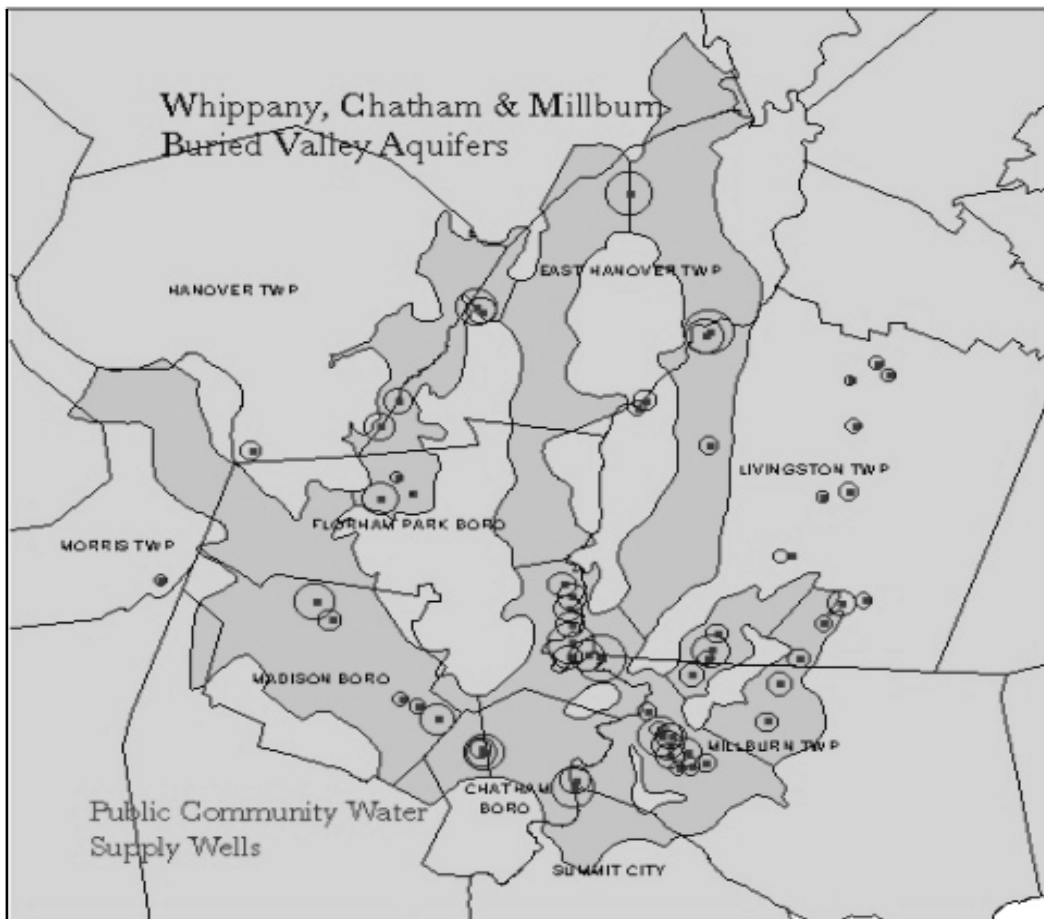 Whippany, Chatham & Millburn
Buried Valley Aquifers
EAST HANOVER TWP
HANOVER TWP
LIVINGSTON TWP
FLORHAM PARK BORO
MORRIS TWP
MADISON BORO
MILLBURN TWP
CHATHAM
BORO
Public Community Water
Supply Wells
SUMMIT CITY